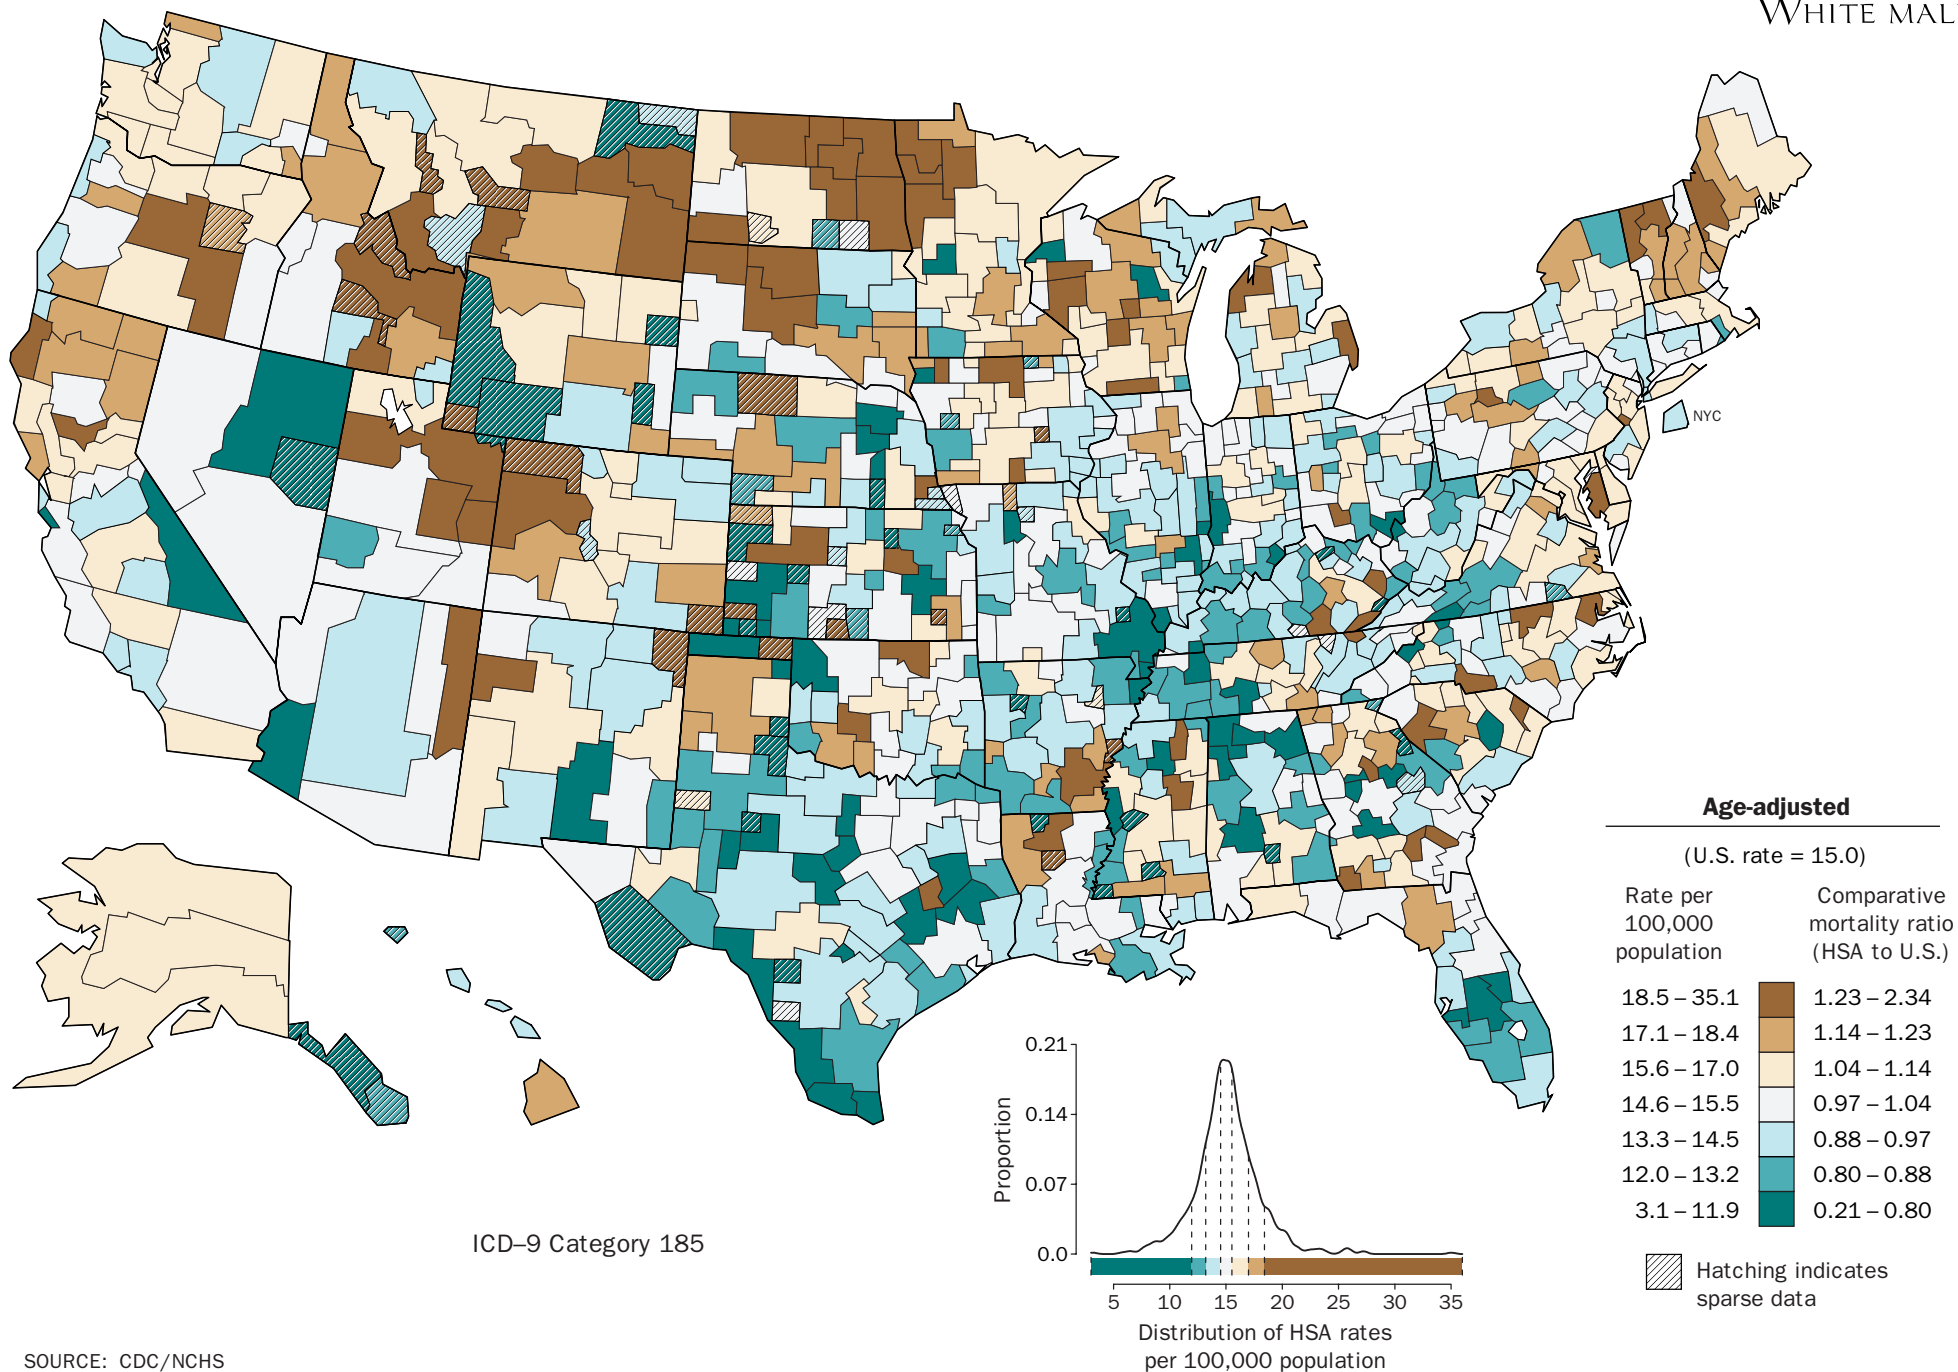 WHITE MAL
NYC
Age-adjusted
(U.S. rate = 15.0)
Rate per
100,000
population
Comparative
mortality ratio
(HSA to U.S.)
18.5 – 35.1 1.23 – 2.34
17.1 – 18.4 1.14 – 1.23
15.6 – 17.0 1.04 – 1.14
14.6 – 15.5 0.97 – 1.04
13.3 – 14.5 0.88 – 0.97
12.0 – 13.2 0.80 – 0.88
3.1 – 11.9 0.21 – 0.80
Hatching indicates
sparse data
0.21
0.14
0.07
0.0
Proportion
5 10 15 20 25 30 35
Distribution of HSA rates
per 100,000 population
ICD–9 Category 185
SOURCE: CDC/NCHS